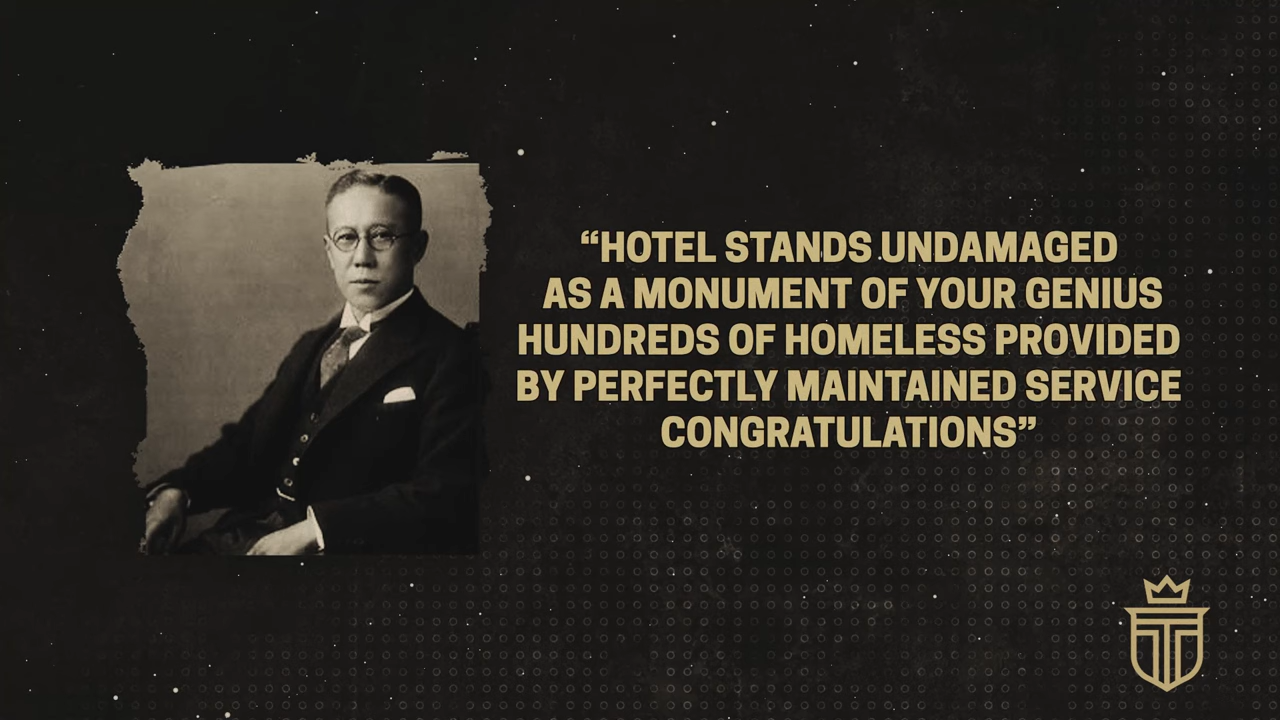 “HOTEL STANDS UNDAMAGED
AS A MONUMENT OF YOUR GENIUS
HUNDREDS OF HOMELESS PROVIDED
BY PERFECTLY MAINTAINED SERVICE
CONGRATULATIONS”